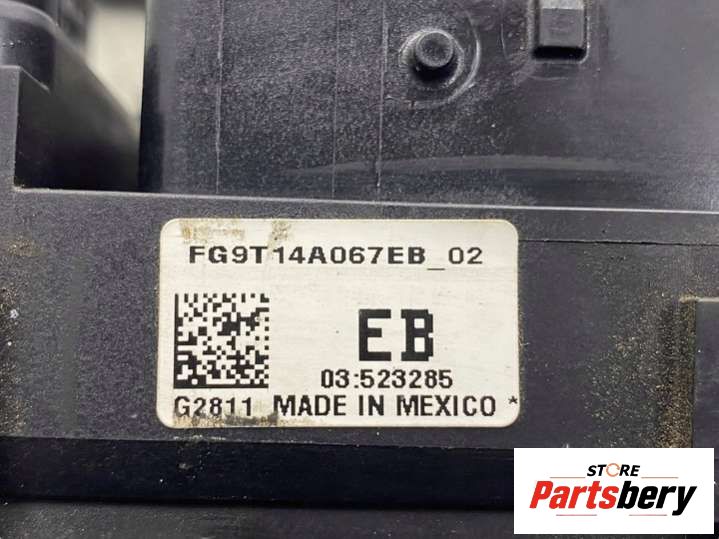 FG9T14A067EB_02
EB
03:523285
G2811 MADE IN MEXICO *
STORE
Partsbery